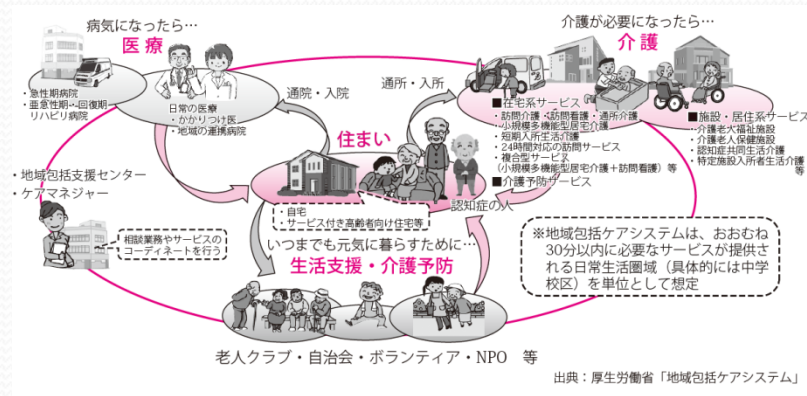 病気になったら…
医療
・急性期病院
・亜急性期・回復期
リハビリ病院
日常の医療
・かかりつけ医
・地域の連携病院
通院・入院
通所・入所
介護が必要になったら…
介護
■在宅系サービス
・訪問介護・訪問看護・通所介護
・小規模多機能型居宅介護
・短期入所生活介護
・24時間対応の訪問サービス
・複合型サービス
(小規模多機能型居宅介護+訪問看護)等
■介護予防サービス
■施設・居住系サービス
・介護老人福祉施設
・介護老人保健施設
・認知症共同生活介護
・特定施設入所者生活介護
等
住まい
・自宅
・サービス付き高齢者向け住宅等
認知症の人
・地域包括支援センター
・ケアマネジャー
相談業務やサービスの
コーディネートを行う
いつまでも元気に暮らすために…
生活支援・介護予防
老人クラブ・自治会・ボランティア・NPO 等
※地域包括ケアシステムは、おおむね
30分以内に必要なサービスが提供さ
れる日常生活圏域(具体的には中学
校区)を単位として想定
出典:厚生労働省「地域包括ケアシステム」